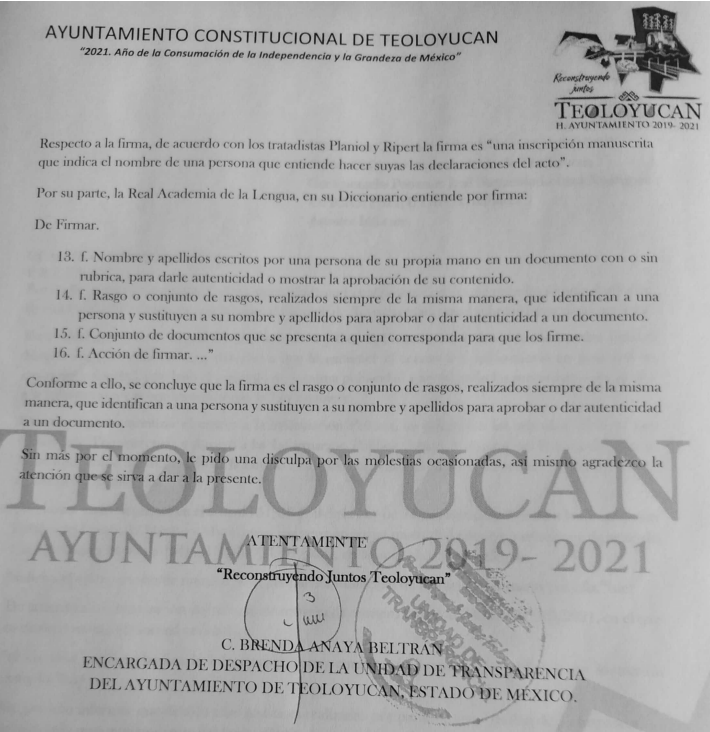 AYUNTAMIENTO CONSTITUCIONAL DE TEOLOYUCAN
"2021. Año de la Consumación de la Independencia y la Grandeza de México"
Reconstruyendo
juntos
TEOLOYUCAN
H. AYUNTAMIENTO 2019- 2021
Respecto a la firma, de acuerdo con los tratadistas Planiol y Ripert la firma es "una inscripción manuscrita
que indica el nombre de una persona que entiende hacer suyas las declaraciones del acto".
Por su parte, la Real Academia de la Lengua, en su Diccionario entiende por firma:
De Firmar.
13. f. Nombre y apellidos escritos por una persona de su propia mano en un documento con o sin
rubrica, para darle autenticidad o mostrar la aprobación de su contenido.
14. f. Rasgo o conjunto de rasgos, realizados siempre de la misma manera, que identifican a una
persona y sustituyen a su nombre y apellidos para aprobar o dar autenticidad a un documento.
15. f. Conjunto de documentos que se presenta a quien corresponda para que los firme.
16. f. Acción de firmar. ..."
Conforme a ello, se concluye que la firma es el rasgo o conjunto de rasgos, realizados siempre de la misma
manera, que identifican a una persona y sustituyen a su nombre y apellidos para aprobar o dar autenticidad
a un documento.
Sin más por el momento, le pido una disculpa por las molestias ocasionadas, así mismo agradezco la
atención que se sirva a dar a la presente.
TEOLOYUCAN
AYUNTAMIENTO 2019- 2021
ATENTAMENTE
"Reconstruyendo Juntos Teoloyucan"
UNIDAD DE
TRANSPARENCIA
C. BRENDA ANAYA BELTRAN
ENCARGADA DE DESPACHO DE LA UNIDAD DE TRANSPARENCIA
DEL AYUNTAMIENTO DE TEOLOYUCAN, ESTADO DE MÉXICO.